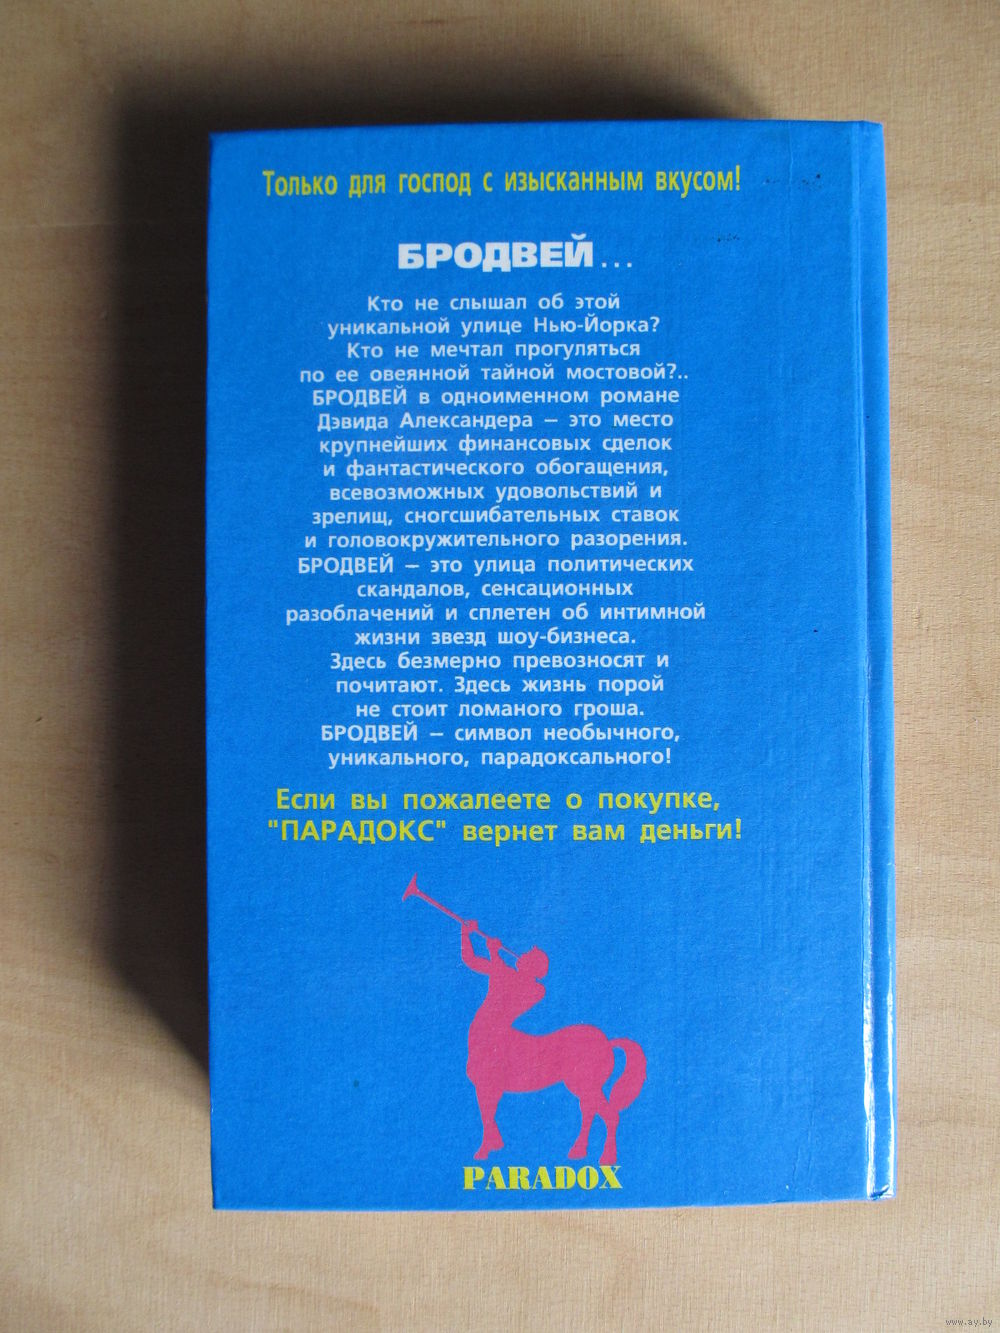 Только для господ с изысканным вкусом!
БРОДВЕЙ...
Кто не слышал об этой
уникальной улице Нью-Йорка?
Кто не мечтал прогуляться
по ее овеянной тайной мостовой?..
БРОДВЕЙ в одноименном романе
Дэвида Александера – это место
крупнейших финансовых сделок
и фантастического обогащения,
всевозможных удовольствий и
зрелищ, сногсшибательных ставок
и головокружительного разорения.
БРОДВЕЙ – это улица политических
скандалов, сенсационных
разоблачений и сплетен об интимной
жизни звезд шоу-бизнеса.
Здесь безмерно превозносят и
почитают. Здесь жизнь порой
не стоит ломаного гроша.
БРОДВЕЙ – символ необычного,
уникального, парадоксального!
Если вы пожалеете о покупке,
"ПАРАДОКС" вернет вам деньги!
PARADOX
www.ay.by